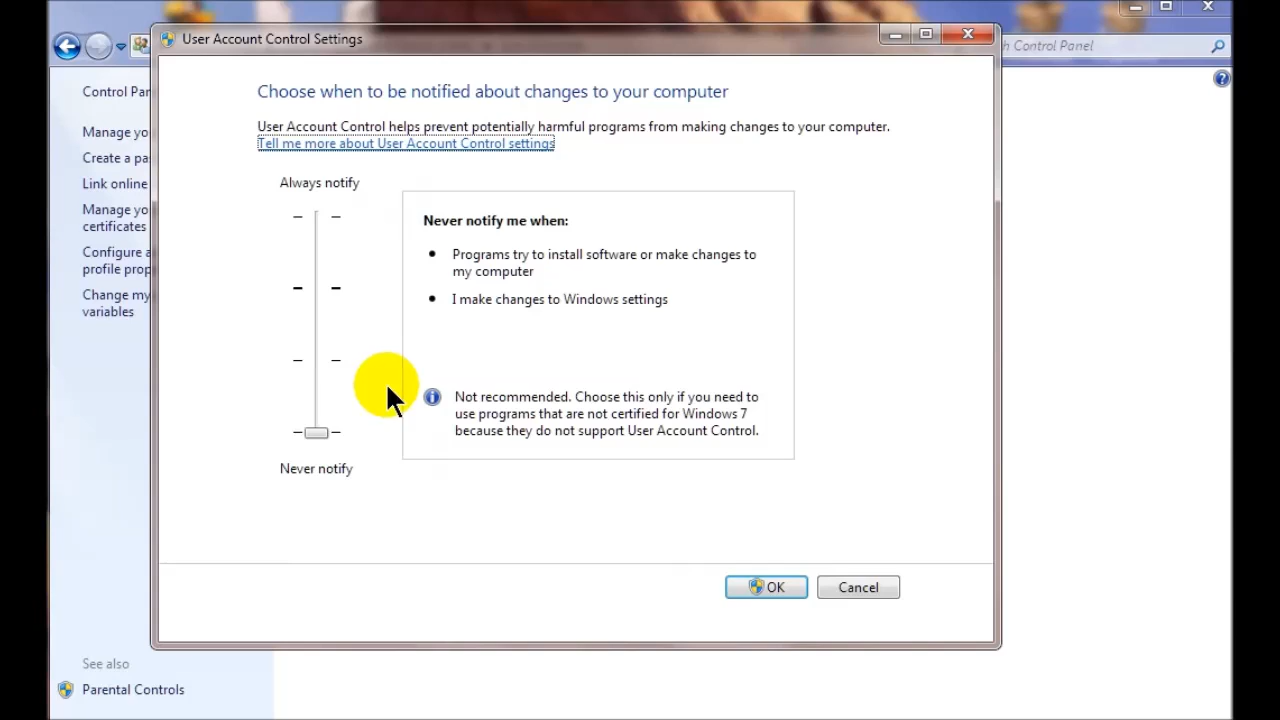 User Account Control Settings
h Control Panel
Control Par
Choose when to be notified about changes to your computer
User Account Control helps prevent potentially harmful programs from making changes to your computer.
Tell me more about User Account Control settings
Manage yo
Create a pa
Link online
Manage you
certificates
Configure a
profile prop
Change my
variables
Always notify
Never notify me when:
• Programs try to install software or make changes to
my computer
• I make changes to Windows settings
Not recommended. Choose this only if you need to
use programs that are not certified for Windows 7
because they do not support User Account Control.
Never notify
OK
Cancel
See also
Parental Controls